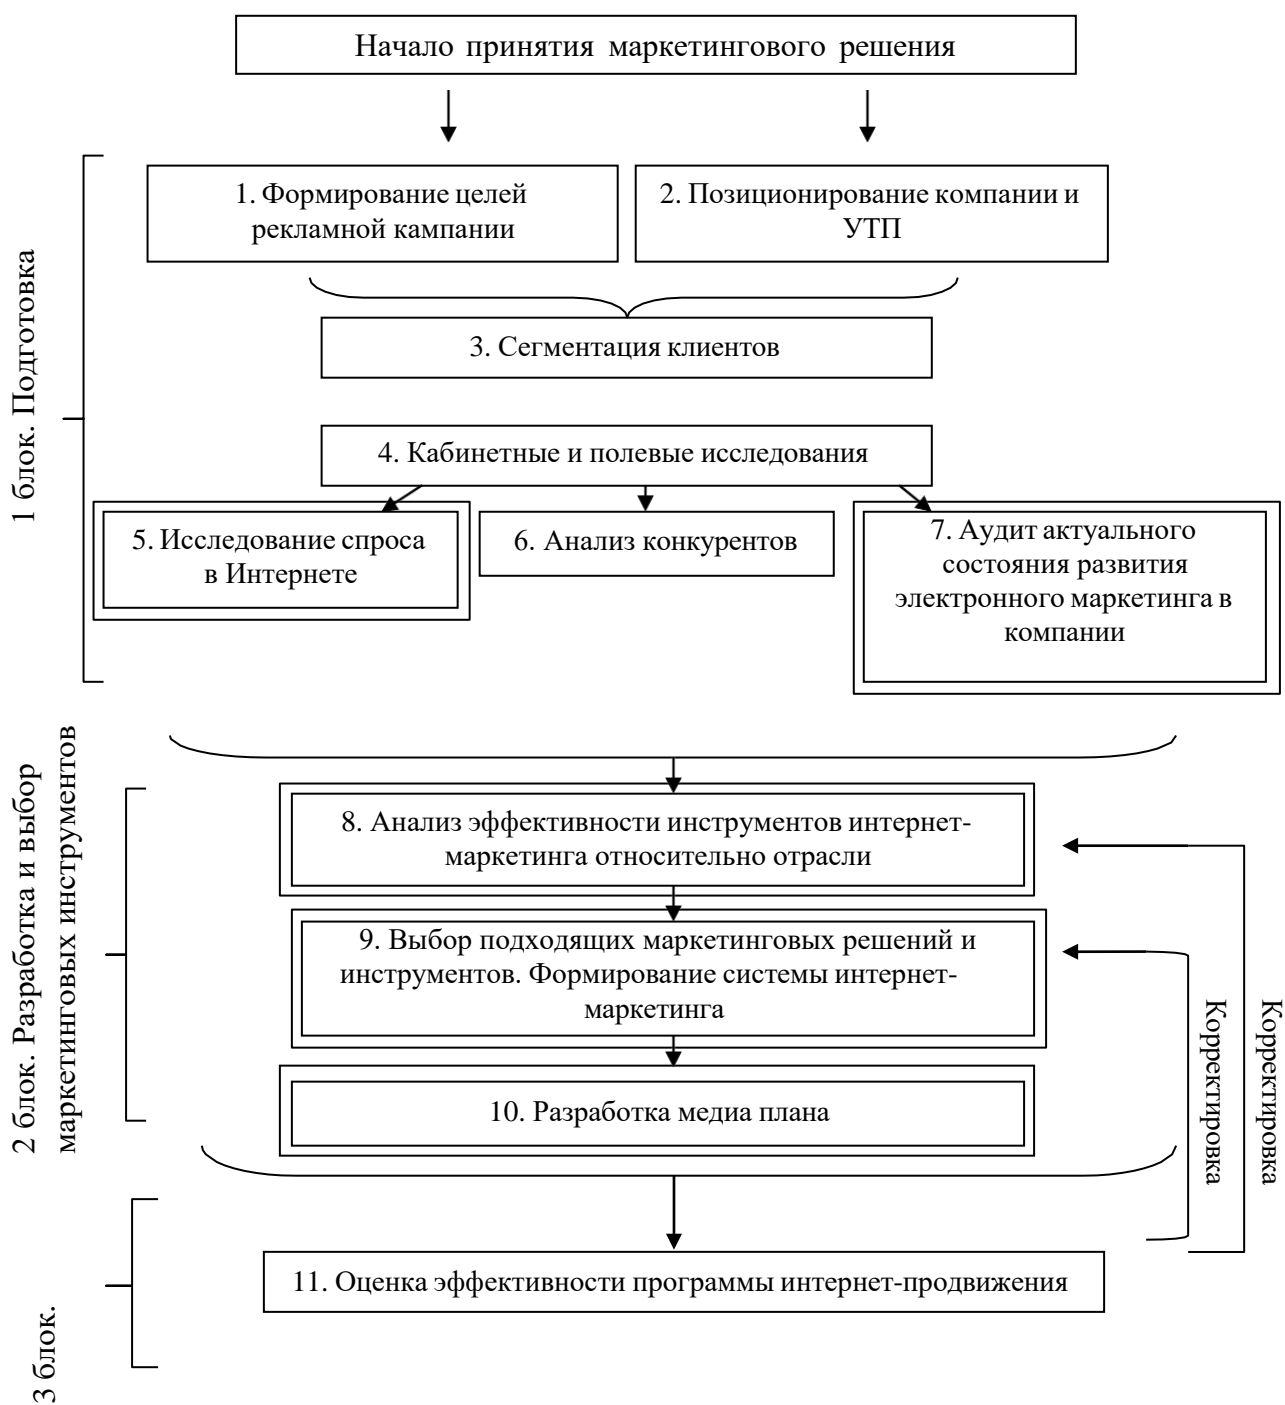 Начало принятия маркетингового решения
1. Формирование целей
рекламной кампании
2. Позиционирование компании и
УТП
3. Сегментация клиентов
4. Кабинетные и полевые исследования
5. Исследование спроса
в Интернете
6. Анализ конкурентов
7. Аудит актуального
состояния развития
электронного маркетинга в
компании
1 блок. Подготовка
8. Анализ эффективности инструментов интернет-
маркетинга относительно отрасли
9. Выбор подходящих маркетинговых решений и
инструментов. Формирование системы интернет-
маркетинга
10. Разработка медиа плана
2 блок. Разработка и выбор
маркетинговых инструментов
Корректировка
Корректировка
11. Оценка эффективности программы интернет-продвижения
3 блок.